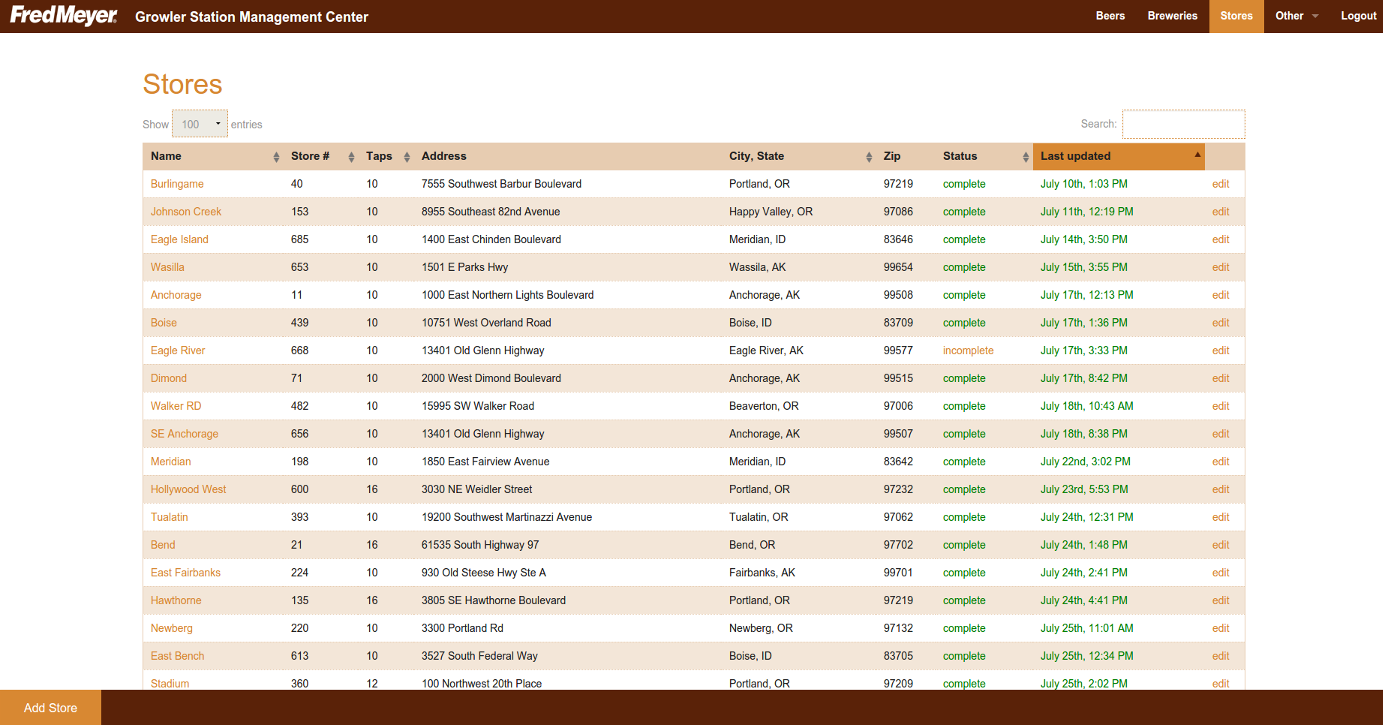 FredMeyer Growler Station Management Center Beers Breweries Stores Other Logout
Stores
Show 100 entries Search:
Name Store # Taps Address City, State Zip Status Last updated
Burlingame 40 10 7555 Southwest Barbur Boulevard Portland, OR 97219 complete July 10th, 1:03 PM edit
Johnson Creek 153 10 8955 Southeast 82nd Avenue Happy Valley, OR 97086 complete July 11th, 12:19 PM edit
Eagle Island 685 10 1400 East Chinden Boulevard Meridian, ID 83646 complete July 14th, 3:50 PM edit
Wasilla 653 10 1501 E Parks Hwy Wassila, AK 99654 complete July 15th, 3:55 PM edit
Anchorage 11 10 1000 East Northern Lights Boulevard Anchorage, AK 99508 complete July 17th, 12:13 PM edit
Boise 439 10 10751 West Overland Road Boise, ID 83709 complete July 17th, 1:36 PM edit
Eagle River 668 10 13401 Old Glenn Highway Eagle River, AK 99577 incomplete July 17th, 3:33 PM edit
Dimond 71 10 2000 West Dimond Boulevard Anchorage, AK 99515 complete July 17th, 8:42 PM edit
Walker RD 482 10 15995 SW Walker Road Beaverton, OR 97006 complete July 18th, 10:43 AM edit
SE Anchorage 656 10 13401 Old Glenn Highway Anchorage, AK 99507 complete July 18th, 8:38 PM edit
Meridian 198 10 1850 East Fairview Avenue Meridian, ID 83642 complete July 22nd, 3:02 PM edit
Hollywood West 600 16 3030 NE Weidler Street Portland, OR 97232 complete July 23rd, 5:53 PM edit
Tualatin 393 10 19200 Southwest Martinazzi Avenue Tualatin, OR 97062 complete July 24th, 12:31 PM edit
Bend 21 16 61535 South Highway 97 Bend, OR 97702 complete July 24th, 1:48 PM edit
East Fairbanks 224 10 930 Old Steese Hwy Ste A Fairbanks, AK 99701 complete July 24th, 2:41 PM edit
Hawthorne 135 16 3805 SE Hawthorne Boulevard Portland, OR 97219 complete July 24th, 4:41 PM edit
Newberg 220 10 3300 Portland Rd Newberg, OR 97132 complete July 25th, 11:01 AM edit
East Bench 613 10 3527 South Federal Way Boise, ID 83705 complete July 25th, 12:34 PM edit
Stadium 360 12 100 Northwest 20th Place Portland, OR 97209 complete July 25th, 2:02 PM edit
Add Store